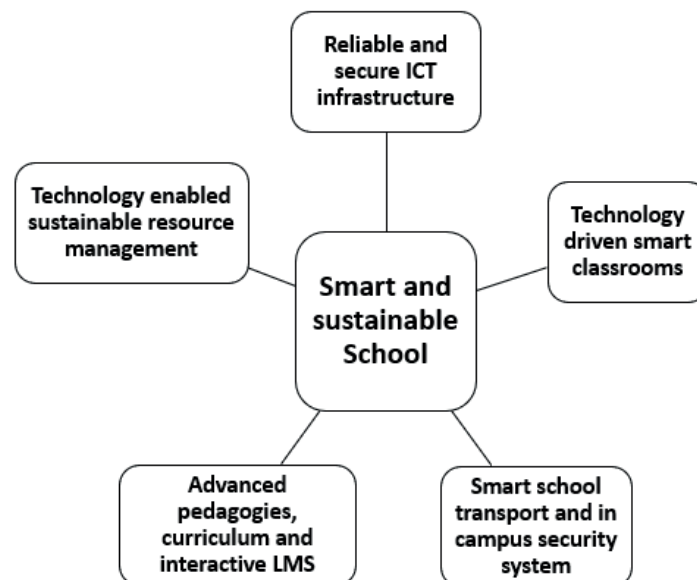 Reliable and
secure ICT
infrastructure
Technology enabled
sustainable resource
management
Technology
driven smart
classrooms
Smart and
sustainable
School
Advanced
pedagogies,
curriculum and
interactive LMS
Smart school
transport and in
campus security
system